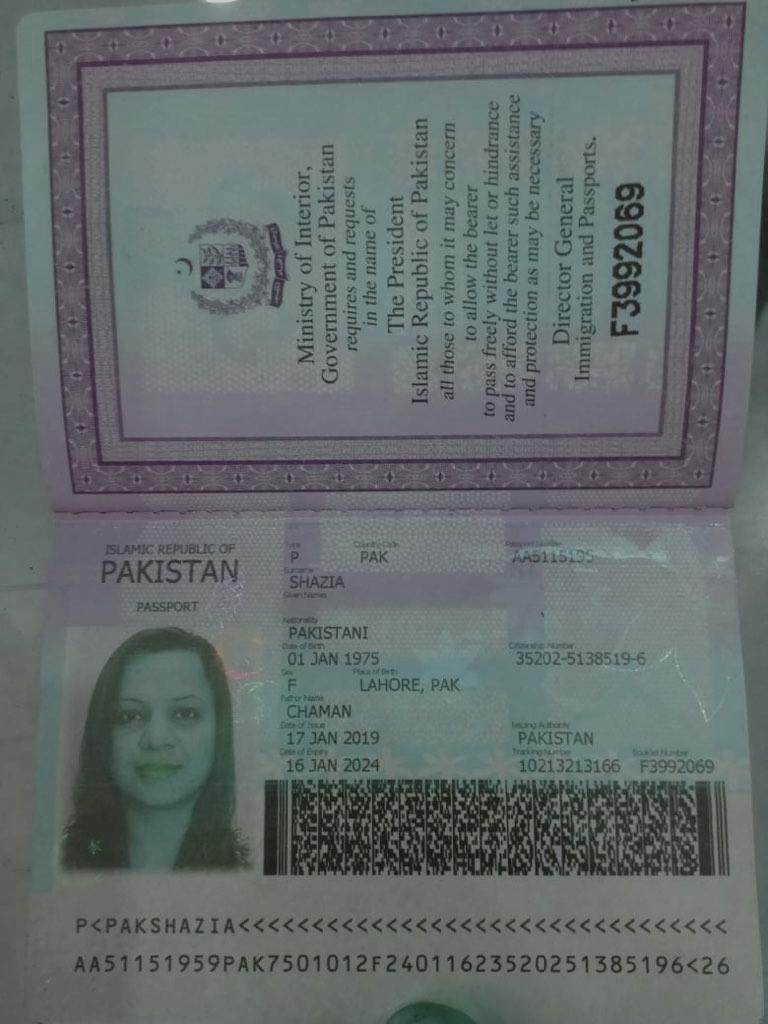 Ministry of Interior,
Government of Pakistan
requires and requests
in the name of
The President
Islamic Republic of Pakistan
all those to whom it may concern
to allow the bearer
to pass freely without let or hindrance
and to afford the bearer such assistance
and protection as may be necessary
Director General
Immigration and Passports.
F3992069
ISLAMIC REPUBLIC OF
PAKISTAN
PASSPORT
Type Country Code Passport Number
P PAK AA5115195
Surname
SHAZIA
Given Names
Nationality
PAKISTANI
Date of Birth Citizenship Number
01 JAN 1975 35202-5138519-6
Sex Place of Birth
F LAHORE, PAK
Father Name
CHAMAN
Date of Issue Issuing Authority
17 JAN 2019 PAKISTAN
Date of Expiry Tracking Number Booklet Number
16 JAN 2024 10213213166 F3992069
P<PAKSHAZIA<<<<<<<<<<<<<<<<<<<<<<<<<<<<<<<<<
AA51151959PAK7501012F2401162352025138​5196<26